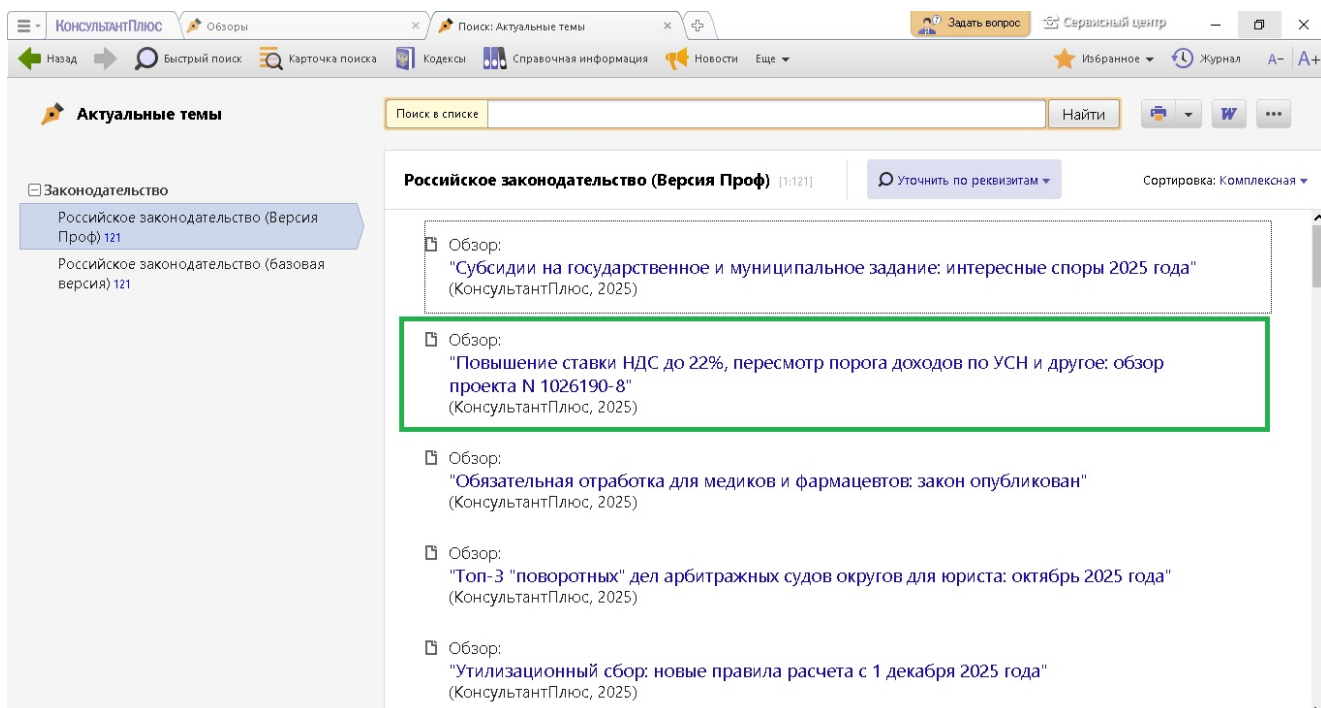 КонсультантПлюс
Обзоры
Поиск: Актуальные темы
Задать вопрос
Сервисный центр
Назад
Быстрый поиск
Карточка поиска
Кодексы
Справочная информация
Новости
Еще
Избранное
Журнал
А- А+
Актуальные темы
Поиск в списке
Найти
W
Законодательство
Российское законодательство (Версия
Проф) 121
Российское законодательство (базовая
версия) 121
Российское законодательство (Версия Проф) [1:121]
Уточнить по реквизитам
Сортировка: Комплексная
Обзор:
"Субсидии на государственное и муниципальное задание: интересные споры 2025 года"
(КонсультантПлюс, 2025)
Обзор:
"Повышение ставки НДС до 22%, пересмотр порога доходов по УСН и другое: обзор
проекта N 1026190-8"
(КонсультантПлюс, 2025)
Обзор:
"Обязательная отработка для медиков и фармацевтов: закон опубликован"
(КонсультантПлюс, 2025)
Обзор:
"Топ-3 "поворотных" дел арбитражных судов округов для юриста: октябрь 2025 года"
(КонсультантПлюс, 2025)
Обзор:
"Утилизационный сбор: новые правила расчета с 1 декабря 2025 года"
(КонсультантПлюс, 2025)